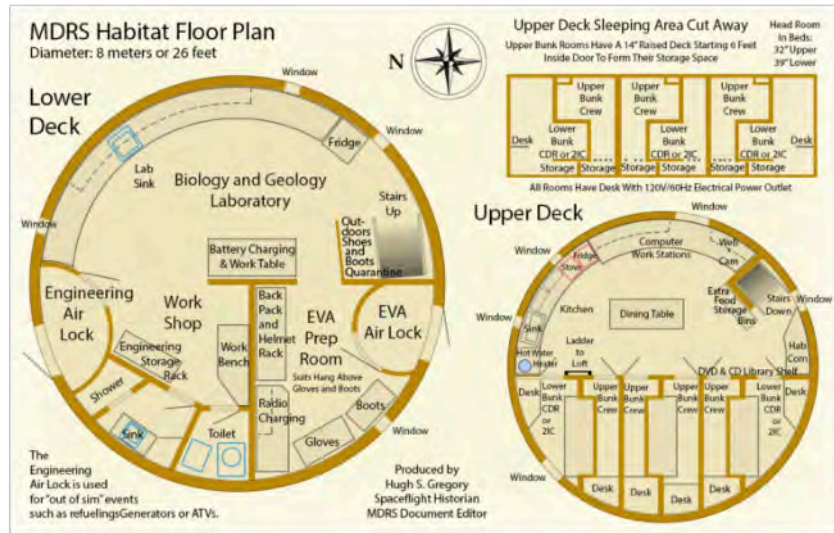 MDRS Habitat Floor Plan
Diameter: 8 meters or 26 feet
N
Lower
Deck
Window
Window
Window
Lab
Sink
Fridge
Biology and Geology
Laboratory
Stairs
Up
Out-
doors
Shoes
and
Boots
Quarantine
Battery Charging
& Work Table
Engineering
Air
Lock
Work
Shop
Engineering
Storage
Rack
Work
Bench
Back
Pack
and
Helmet
Rack
EVA
Prep
Room
Suits Hang Above
Gloves and Boots
EVA
Air Lock
Shower
Sink
Toilet
Radio
Charging
Gloves
Boots
Window
The
Engineering
Air Lock is used
for "out of sim" events
such as refuelingsGenerators or ATVs.
Produced by
Hugh S. Gregory
Spaceflight Historian
MDRS Document Editor
Upper Deck Sleeping Area Cut Away
Upper Bunk Rooms Have A 14" Raised Deck Starting 6 Feet
Inside Door To Form Their Storage Space
Head Room
In Beds:
32" Upper
39" Lower
Upper
Bunk
Crew
Upper
Bunk
Crew
Upper
Bunk
Crew
Desk
Lower
Bunk
CDR or 2IC
Lower
Bunk
CDR or 2IC
Lower
Bunk
CDR or 2IC
Desk
Storage
Storage
Storage
Storage
Storage
Storage
All Rooms Have Desk With 120V/60Hz Electrical Power Outlet
Upper Deck
Window
Window
Window
Window
Window
Fridge
Stove
Computer
Work Stations
Web
Cam
Extra
Food
Storage
Bins
Stairs
Down
Kitchen
Sink
Dining Table
Hot Water
Heater
Ladder
to
Loft
Hab
Com
DVD & CD Library Shelf
Desk
Lower
Bunk
CDR
or
2IC
Upper
Bunk
Crew
Upper
Bunk
Crew
Upper
Bunk
Crew
Upper
Bunk
Crew
Lower
Bunk
CDR
or
2IC
Desk
Desk
Desk
Desk
Desk